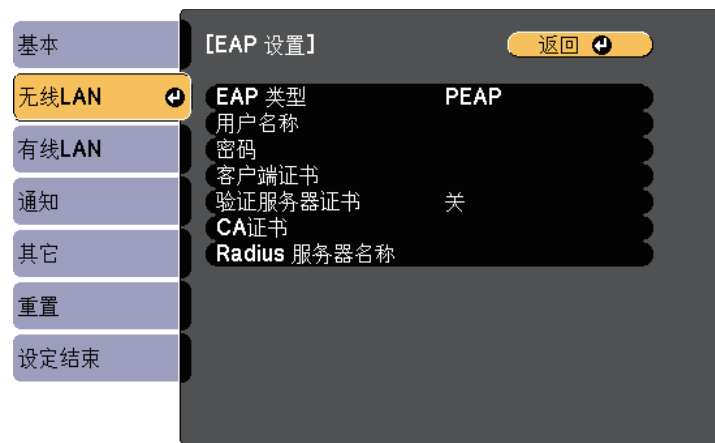 基本
无线LAN
有线LAN
通知
其它
重置
设定结束
[EAP 设置]
返回
EAP 类型 PEAP
用户名称
密码
客户端证书
验证服务器证书 关
CA证书
Radius 服务器名称